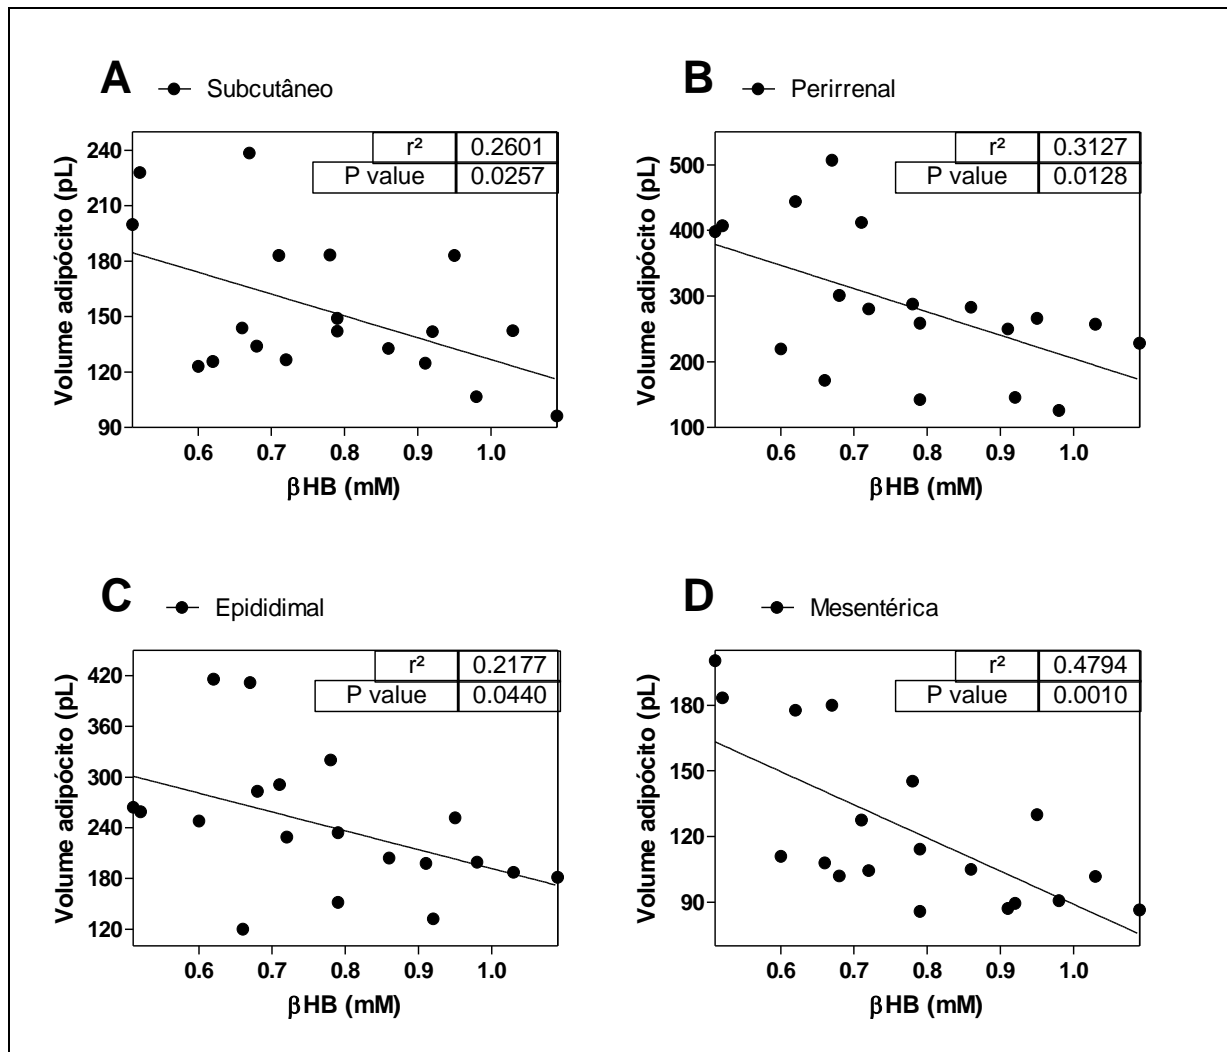 A Subcutâneo
r² 0.2601
P value 0.0257
240
210
180
150
120
90
Volume adipócito (pL)
0.6 0.7 0.8 0.9 1.0
βHB (mM)
B Perirrenal
r² 0.3127
P value 0.0128
500
400
300
200
100
Volume adipócito (pL)
0.6 0.7 0.8 0.9 1.0
βHB (mM)
C Epididimal
r² 0.2177
P value 0.0440
420
360
300
240
180
120
Volume adipócito (pL)
0.6 0.7 0.8 0.9 1.0
βHB (mM)
D Mesentérica
r² 0.4794
P value 0.0010
180
150
120
90
Volume adipócito (pL)
0.6 0.7 0.8 0.9 1.0
βHB (mM)